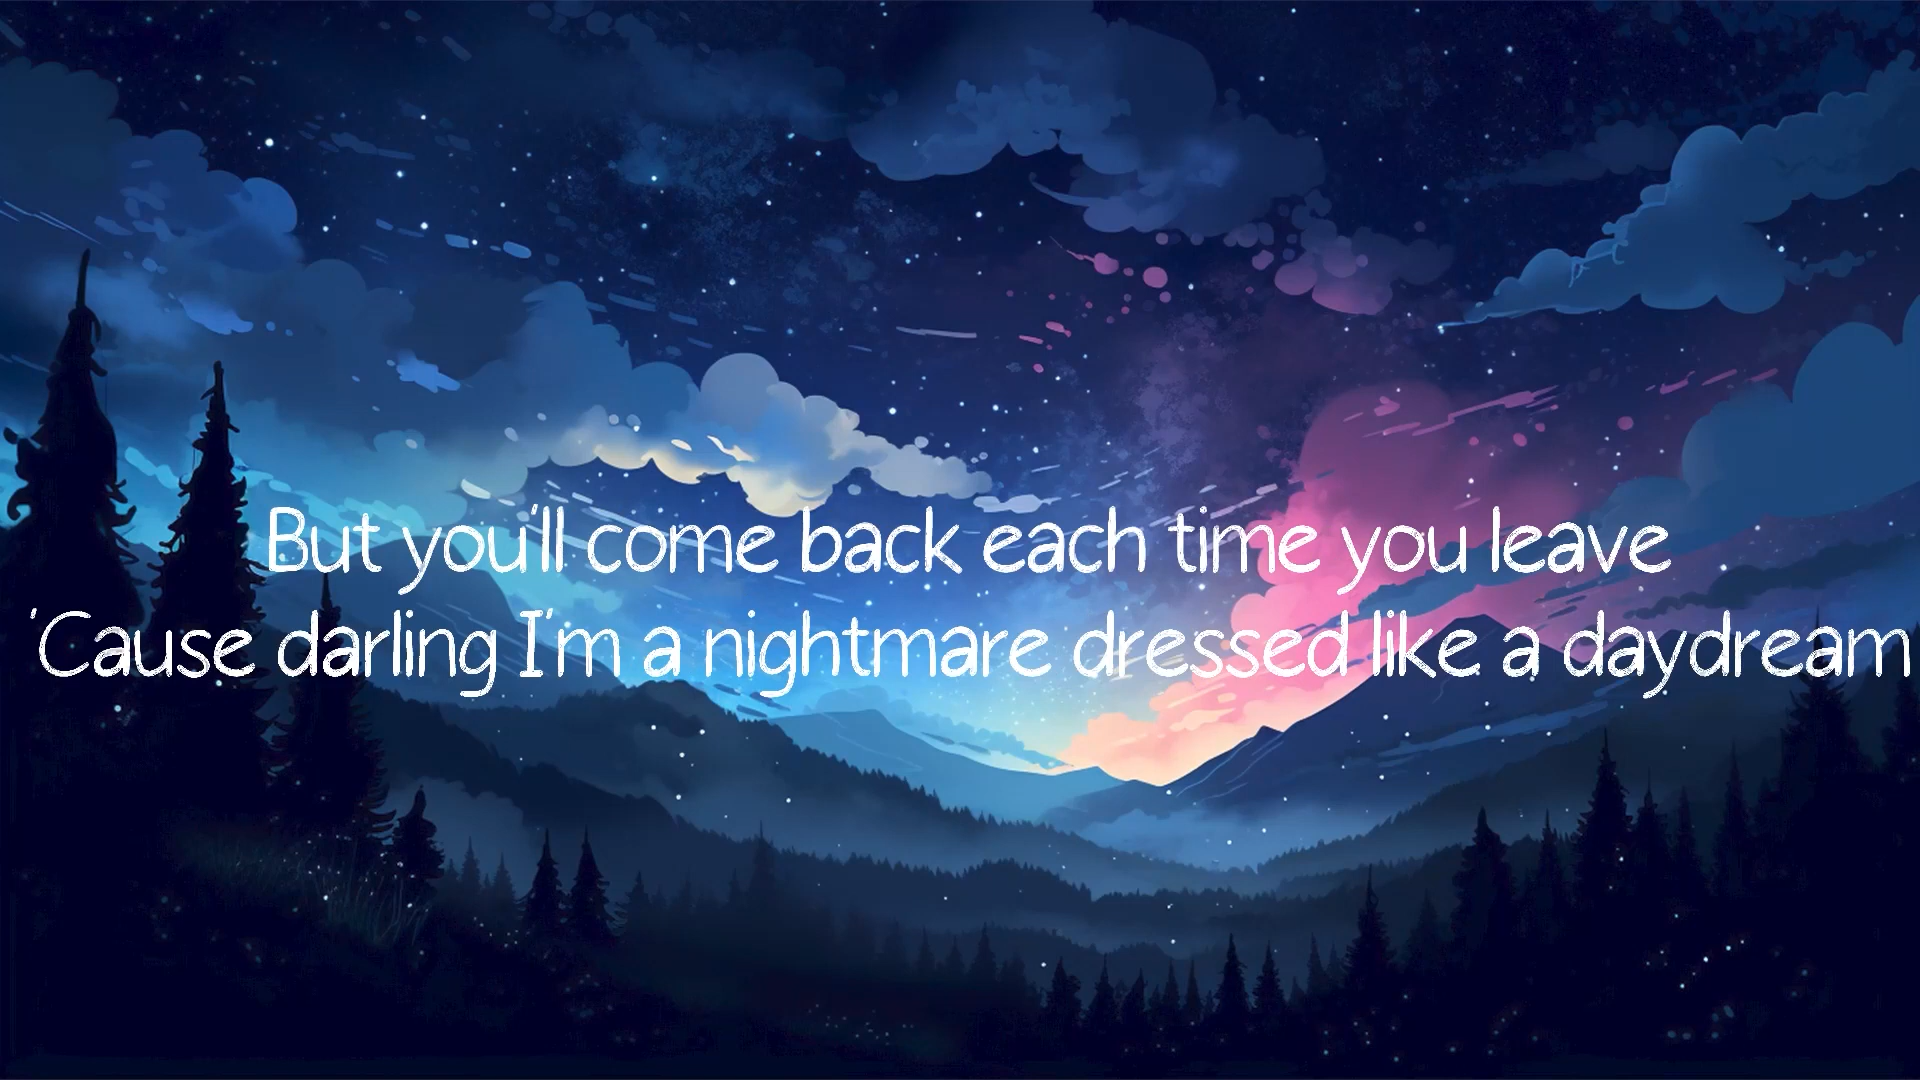 But you'll come back each time you leave
'Cause darling I'm a nightmare dressed like a daydream